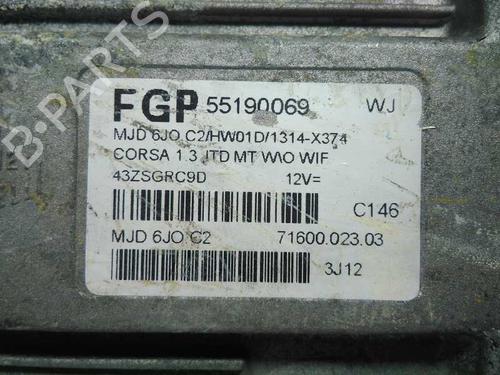 FGP 55190069 WJ
MJD 6JO.C2/HW01D/1314-X374
CORSA 1.3 JTD MT W\O WIF
43ZSGRC9D 12V=
C146
MJD 6JO.C2 71600.023.03
3J12